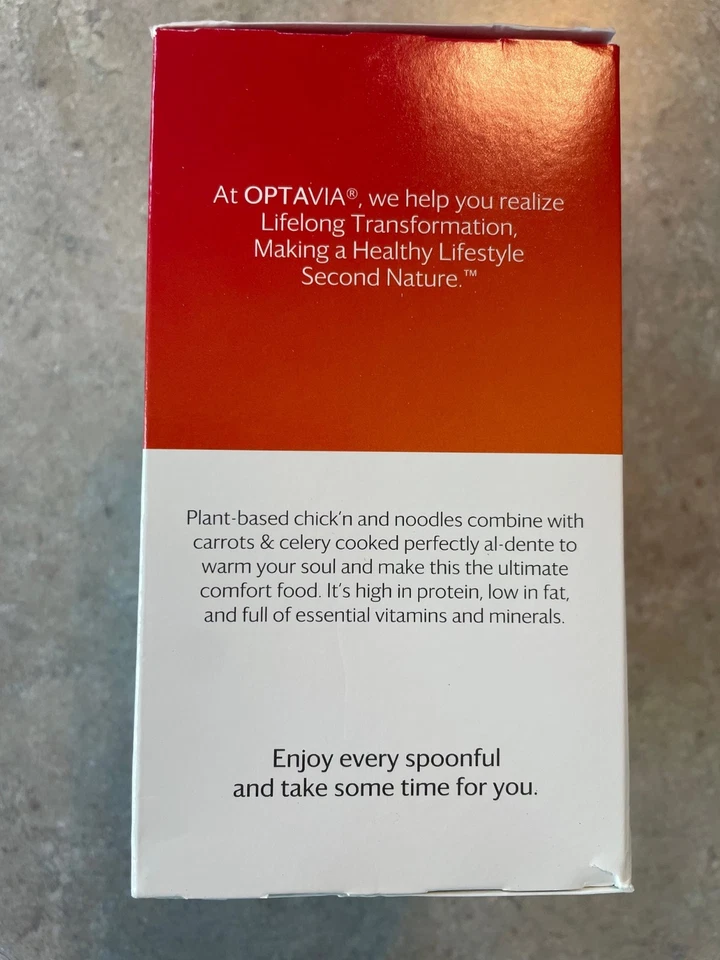 At OPTAVIA®, we help you realize
Lifelong Transformation,
Making a Healthy Lifestyle
Second Nature.™
Plant-based chick'n and noodles combine with
carrots & celery cooked perfectly al-dente to
warm your soul and make this the ultimate
comfort food. It's high in protein, low in fat,
and full of essential vitamins and minerals.
Enjoy every spoonful
and take some time for you.